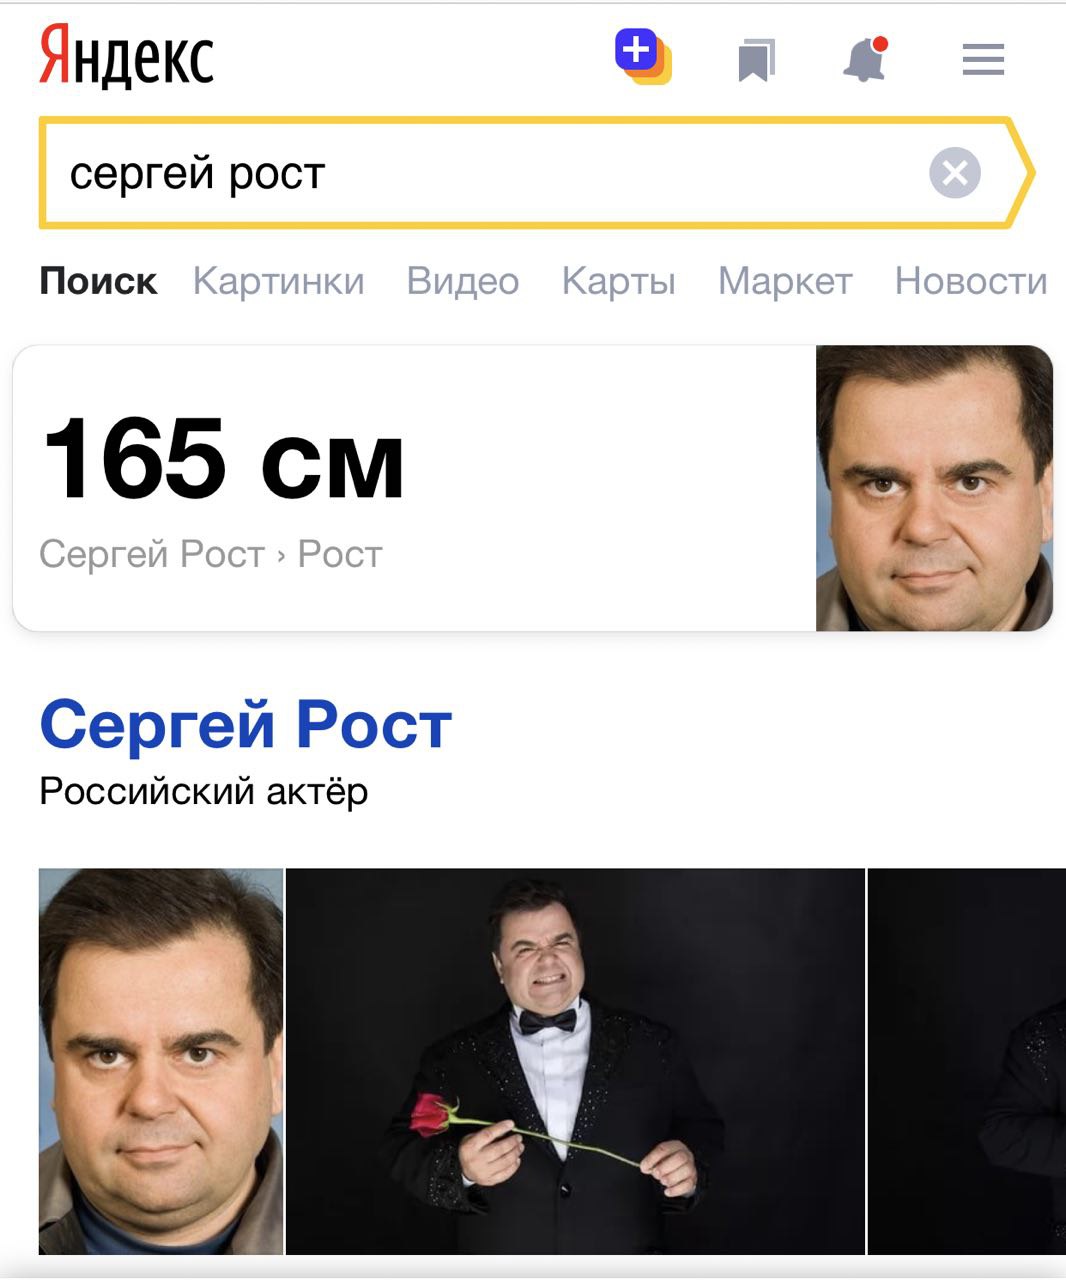 Яндекс
сергей рост
Поиск Картинки Видео Карты Маркет Новости
165 см
Сергей Рост › Рост
Сергей Рост
Российский актёр